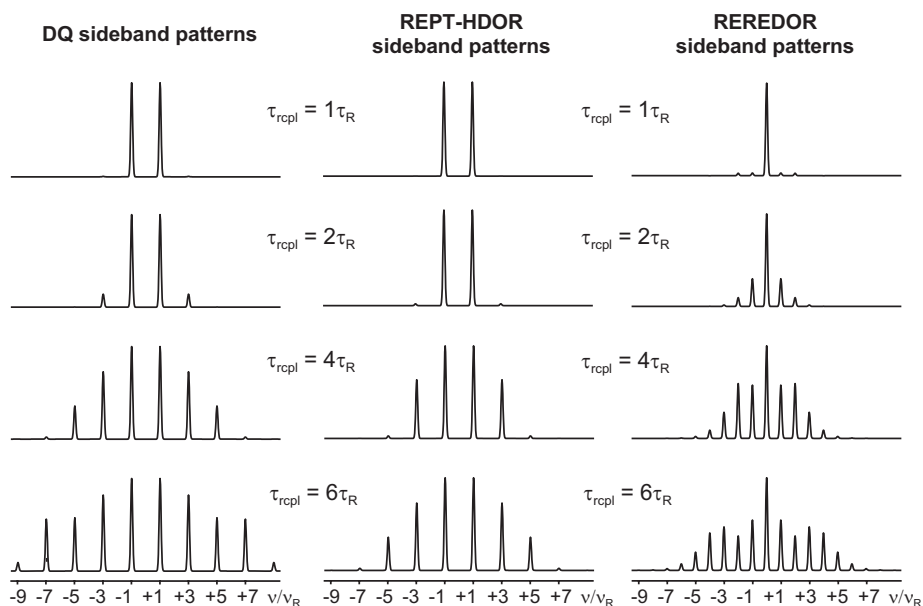 DQ sideband patterns
REPT-HDOR
sideband patterns
REREDOR
sideband patterns
τrcpl = 1τR
τrcpl = 1τR
τrcpl = 2τR
τrcpl = 2τR
τrcpl = 4τR
τrcpl = 4τR
τrcpl = 6τR
τrcpl = 6τR
-9 -7 -5 -3 -1 +1 +3 +5 +7 ν/νR
-9 -7 -5 -3 -1 +1 +3 +5 +7 ν/νR
-9 -7 -5 -3 -1 +1 +3 +5 +7 ν/νR